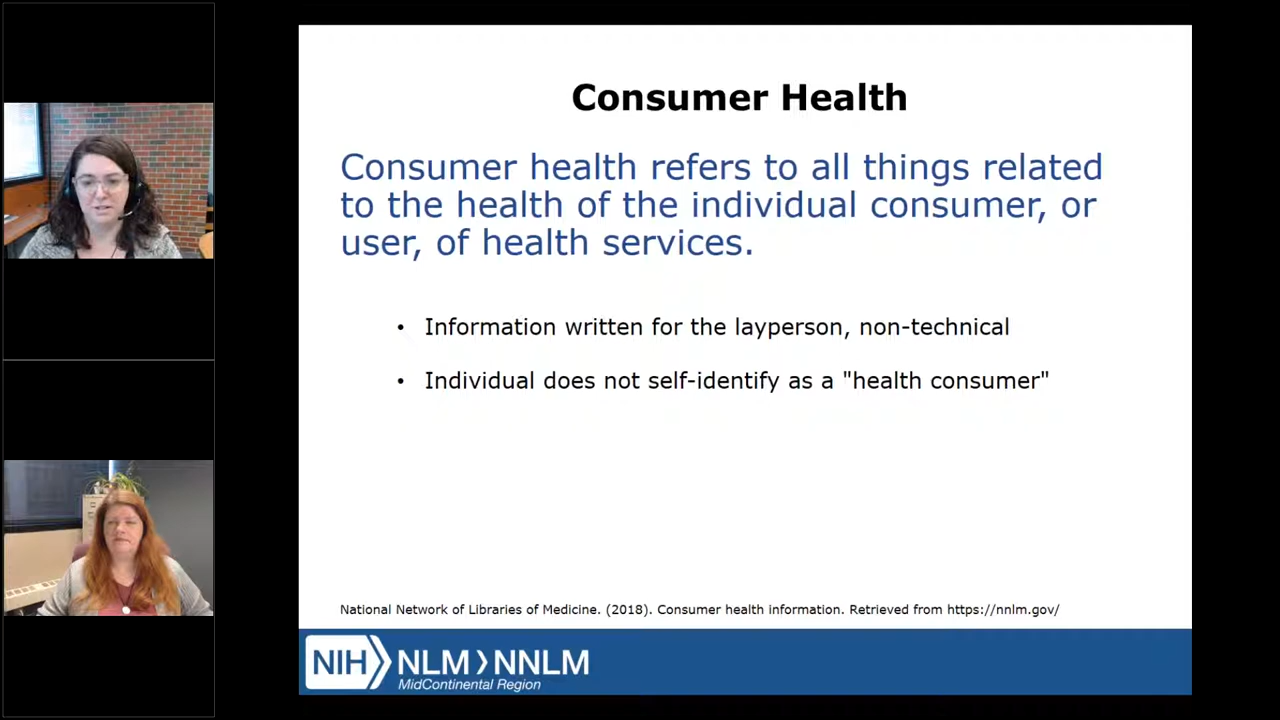 Consumer Health
Consumer health refers to all things related
to the health of the individual consumer, or
user, of health services.
• Information written for the layperson, non-technical
• Individual does not self-identify as a "health consumer"
National Network of Libraries of Medicine. (2018). Consumer health information. Retrieved from https://nnlm.gov/
NIH NLM NNLM
MidContinental Region